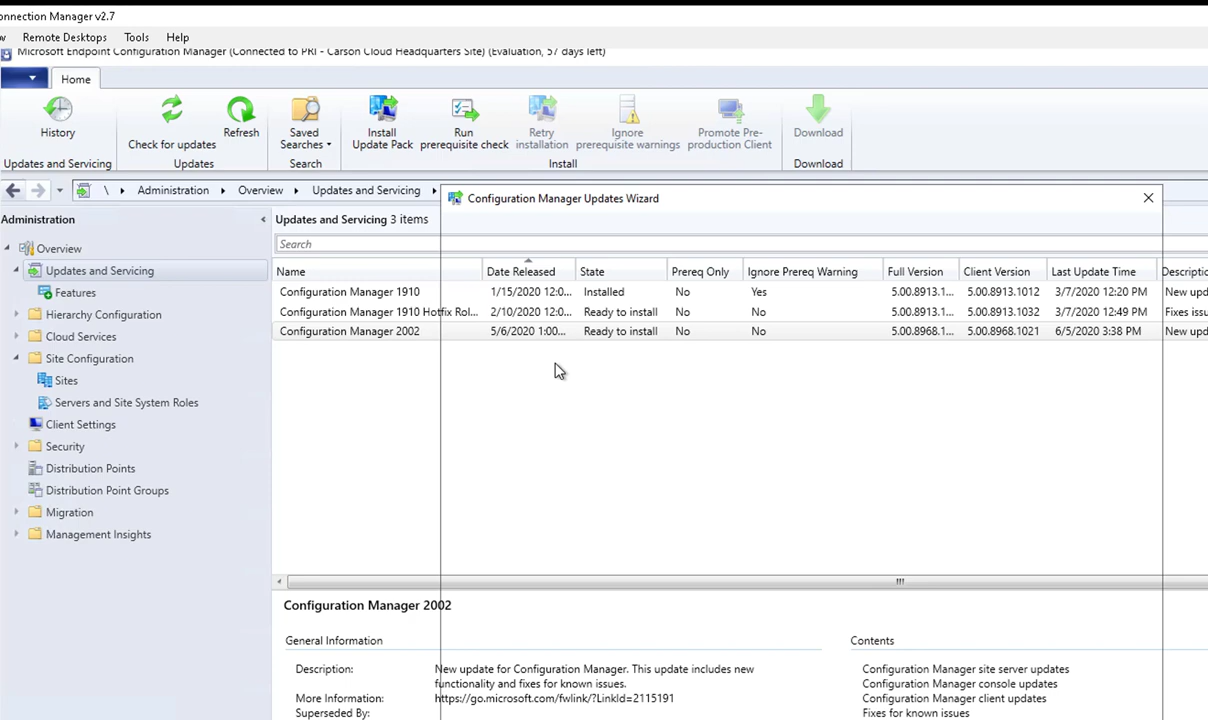 onnection Manager v2.7
Remote Desktops Tools Help
Microsoft Endpoint Configuration Manager (Connected to PRI - Carson Cloud Headquarters Site) (Evaluation, 57 days left)
Home
History
Check for updates
Refresh
Saved Searches
Install Update Pack
Run prerequisite check
Retry installation
Ignore prerequisite warnings
Promote Pre-production Client
Download
Updates and Servicing
Updates
Search
Install
Download
\ Administration Overview Updates and Servicing
Configuration Manager Updates Wizard
Administration
Overview
Updates and Servicing
Features
Hierarchy Configuration
Cloud Services
Site Configuration
Sites
Servers and Site System Roles
Client Settings
Security
Distribution Points
Distribution Point Groups
Migration
Management Insights
Updates and Servicing 3 items
Search
Name Date Released State Prereq Only Ignore Prereq Warning Full Version Client Version Last Update Time Descriptio
Configuration Manager 1910 1/15/2020 12:0... Installed No Yes 5.00.8913.1... 5.00.8913.1012 3/7/2020 12:20 PM New upd
Configuration Manager 1910 Hotfix Rol... 2/10/2020 12:0... Ready to install No No 5.00.8913.1... 5.00.8913.1032 3/7/2020 12:49 PM Fixes issu
Configuration Manager 2002 5/6/2020 1:00... Ready to install No No 5.00.8968.1... 5.00.8968.1021 6/5/2020 3:38 PM New upd
Configuration Manager 2002
General Information
Description: New update for Configuration Manager. This update includes new
functionality and fixes for known issues.
More Information: https://go.microsoft.com/fwlink/?LinkId=2115191
Superseded By:
Contents
Configuration Manager site server updates
Configuration Manager console updates
Configuration Manager client updates
Fixes for known issues